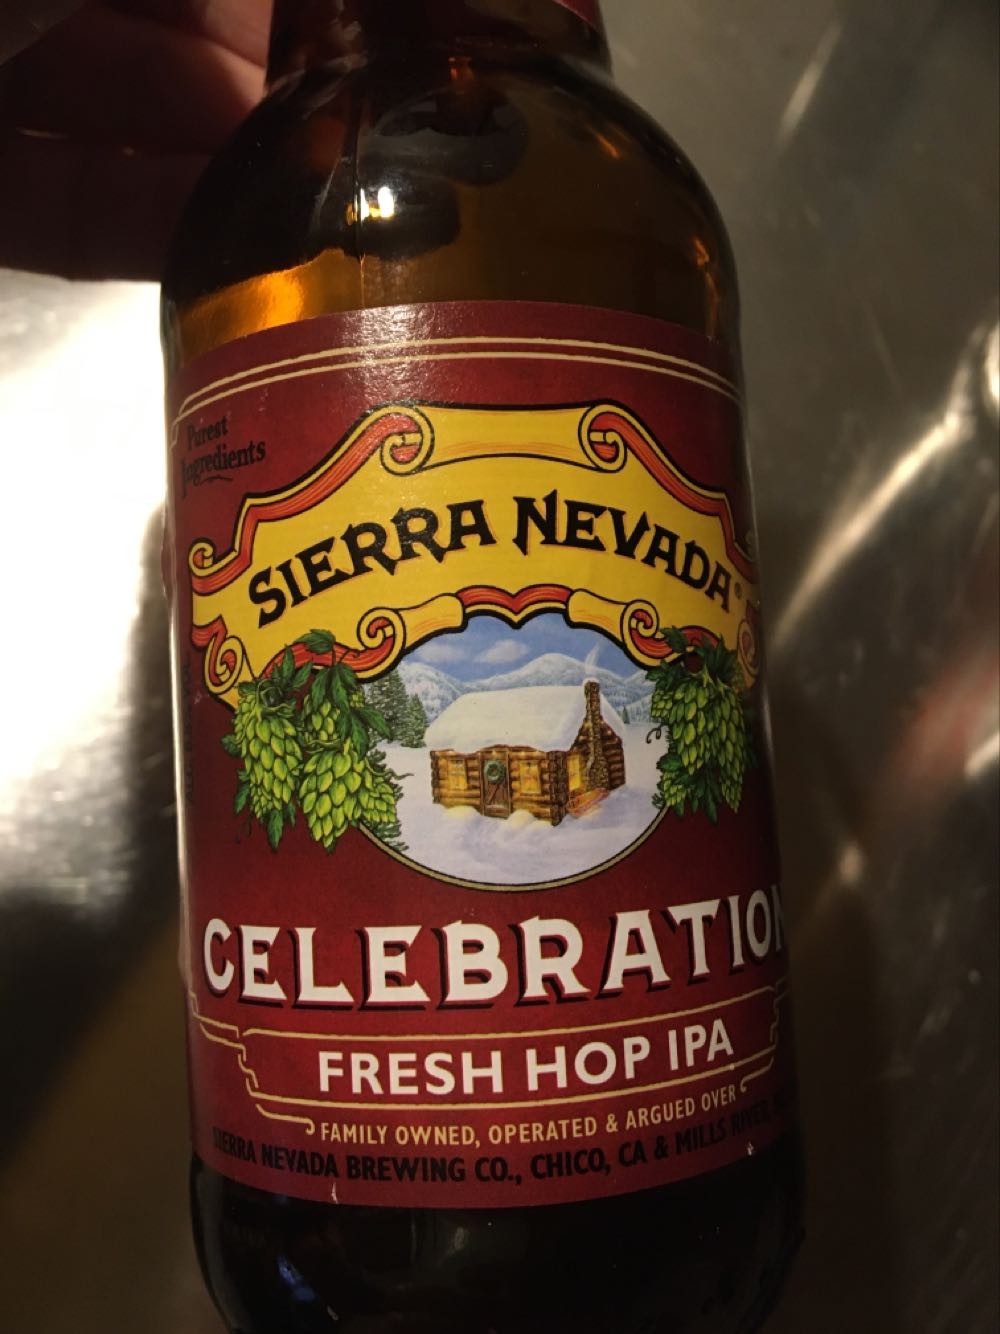 Purest
Ingredients
SIERRA NEVADA®
CELEBRATION
FRESH HOP IPA
FAMILY OWNED, OPERATED & ARGUED OVER
SIERRA NEVADA BREWING CO., CHICO, CA & MILLS RIVER,